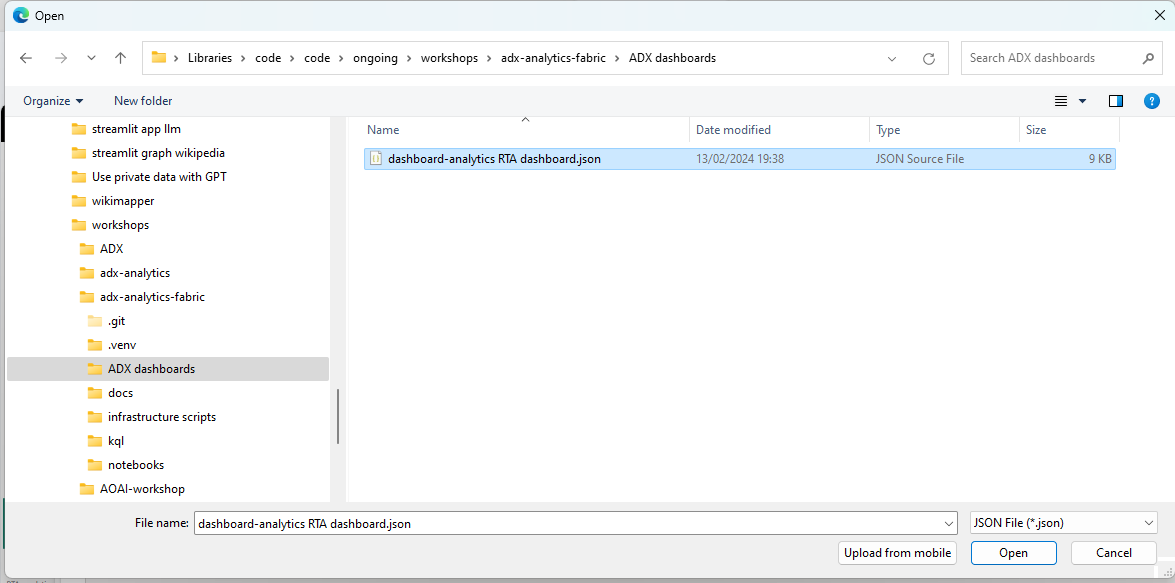 Open
Libraries > code > code > ongoing > workshops > adx-analytics-fabric > ADX dashboards
Search ADX dashboards
Organize
New folder
?
streamlit app llm
streamlit graph wikipedia
Use private data with GPT
wikimapper
workshops
ADX
adx-analytics
adx-analytics-fabric
.git
.venv
ADX dashboards
docs
infrastructure scripts
kql
notebooks
AOAI-workshop
Name Date modified Type Size
dashboard-analytics RTA dashboard.json 13/02/2024 19:38 JSON Source File 9 KB
File name: dashboard-analytics RTA dashboard.json JSON File (*.json)
Upload from mobile Open Cancel